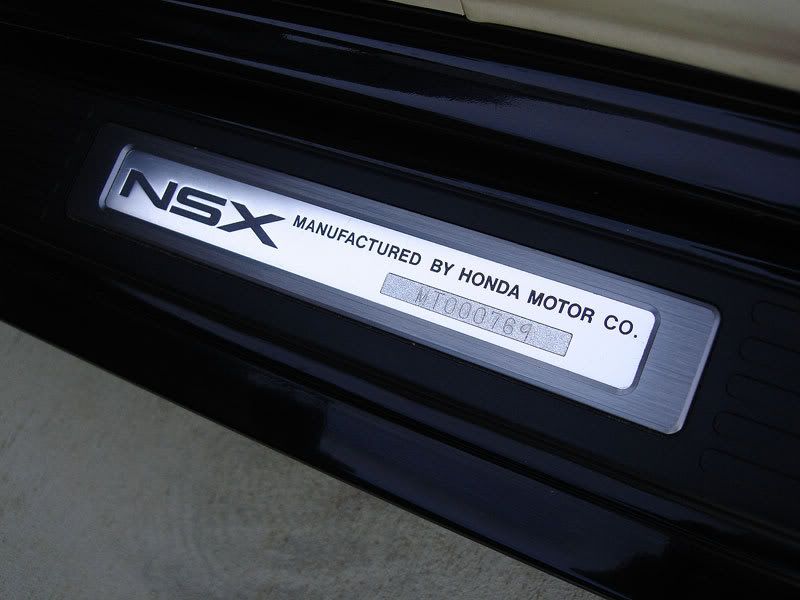 NSX MANUFACTURED BY HONDA MOTOR CO.
MT000769